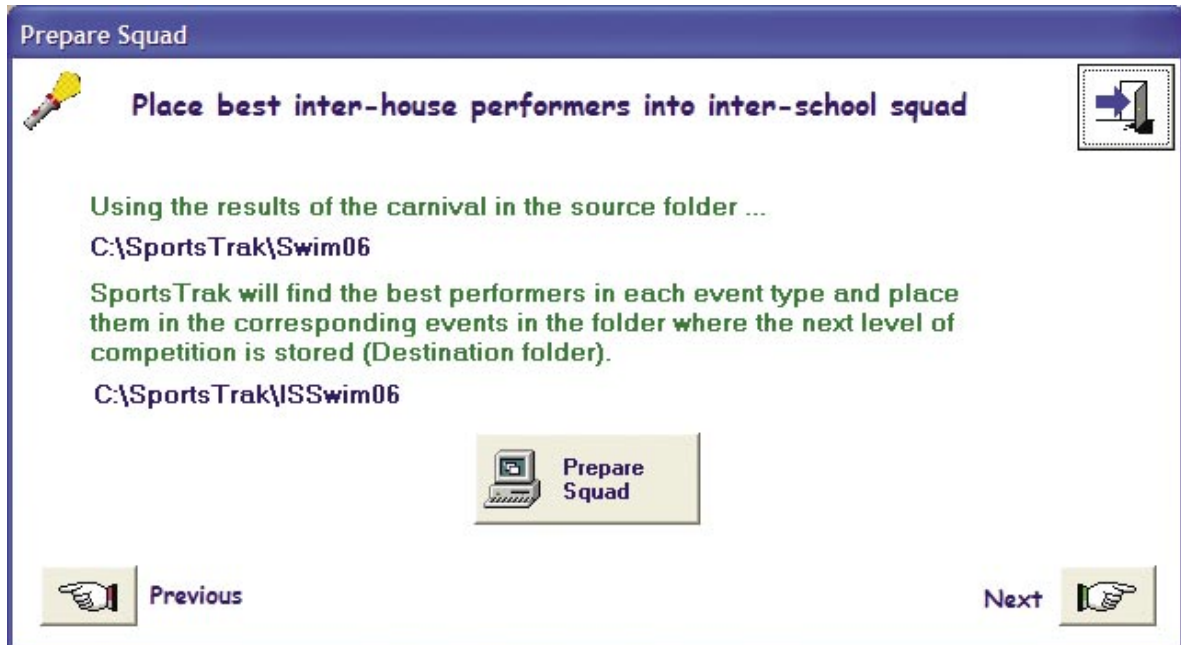 Prepare Squad
Place best inter-house performers into inter-school squad
Using the results of the carnival in the source folder ...
C:\SportsTrak\Swim06
SportsTrak will find the best performers in each event type and place
them in the corresponding events in the folder where the next level of
competition is stored (Destination folder).
C:\SportsTrak\ISSwim06
Prepare
Squad
Previous
Next